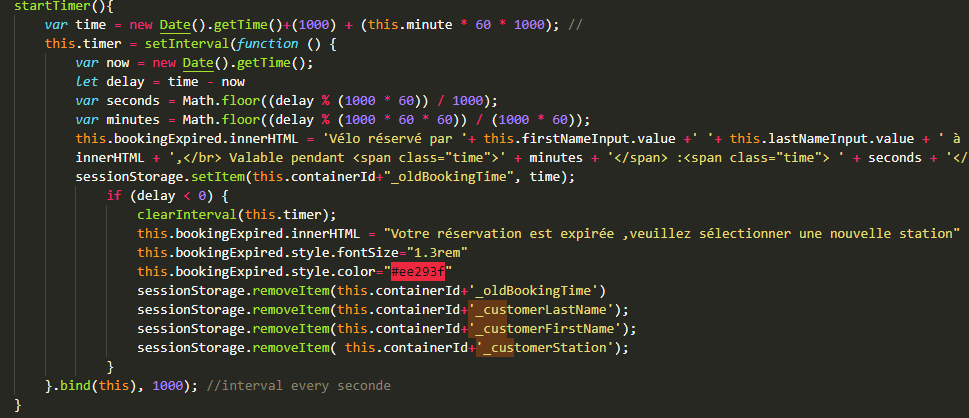 startTimer(){
var time = new Date().getTime()+(1000) + (this.minute * 60 * 1000); //
this.timer = setInterval(function () {
var now = new Date().getTime();
let delay = time - now
var seconds = Math.floor((delay % (1000 * 60)) / 1000);
var minutes = Math.floor((delay % (1000 * 60 * 60)) / (1000 * 60));
this.bookingExpired.innerHTML = 'Vélo réservé par '+ this.firstNameInput.value +' '+ this.lastNameInput.value + ' à
innerHTML + ',</br> Valable pendant <span class="time">' + minutes + '</span> :<span class="time"> ' + seconds + '</
sessionStorage.setItem(this.containerId+"_oldBookingTime", time);
if (delay < 0) {
clearInterval(this.timer);
this.bookingExpired.innerHTML = "Votre réservation est expirée ,veuillez sélectionner une nouvelle station"
this.bookingExpired.style.fontSize="1.3rem"
this.bookingExpired.style.color="#ee293f"
sessionStorage.removeItem(this.containerId+'_oldBookingTime')
sessionStorage.removeItem(this.containerId+'_customerLastName');
sessionStorage.removeItem(this.containerId+'_customerFirstName');
sessionStorage.removeItem( this.containerId+'_customerStation');
}
}.bind(this), 1000); //interval every seconde
}